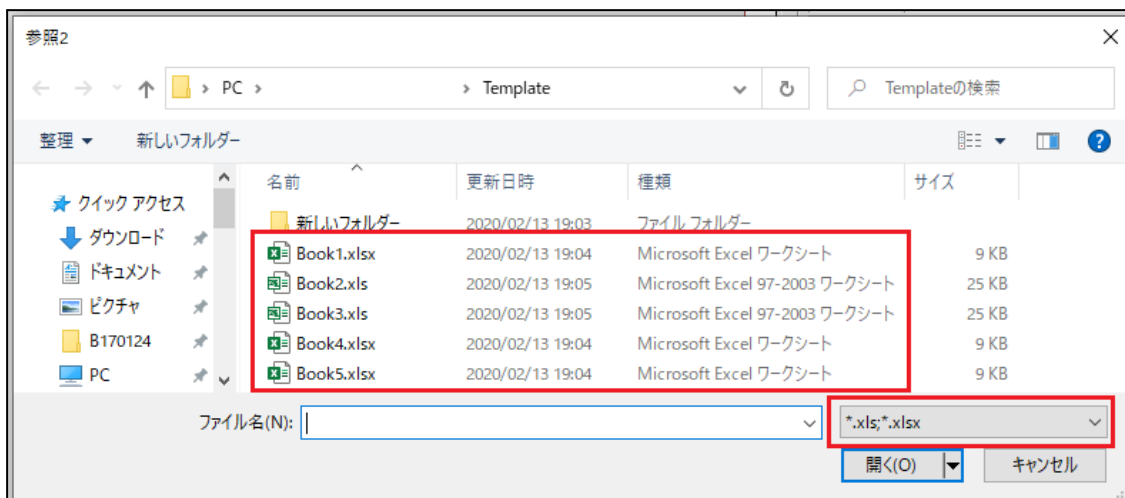 参照2
PC > > Template
Templateの検索
整理 新しいフォルダー
名前 更新日時 種類 サイズ
クイック アクセス
ダウンロード
ドキュメント
ピクチャ
B170124
PC
新しいフォルダー 2020/02/13 19:03 ファイル フォルダー
Book1.xlsx 2020/02/13 19:04 Microsoft Excel ワークシート 9 KB
Book2.xls 2020/02/13 19:05 Microsoft Excel 97-2003 ワークシート 25 KB
Book3.xls 2020/02/13 19:05 Microsoft Excel 97-2003 ワークシート 25 KB
Book4.xlsx 2020/02/13 19:04 Microsoft Excel ワークシート 9 KB
Book5.xlsx 2020/02/13 19:04 Microsoft Excel ワークシート 9 KB
ファイル名(N):
*.xls;*.xlsx
開く(O) キャンセル